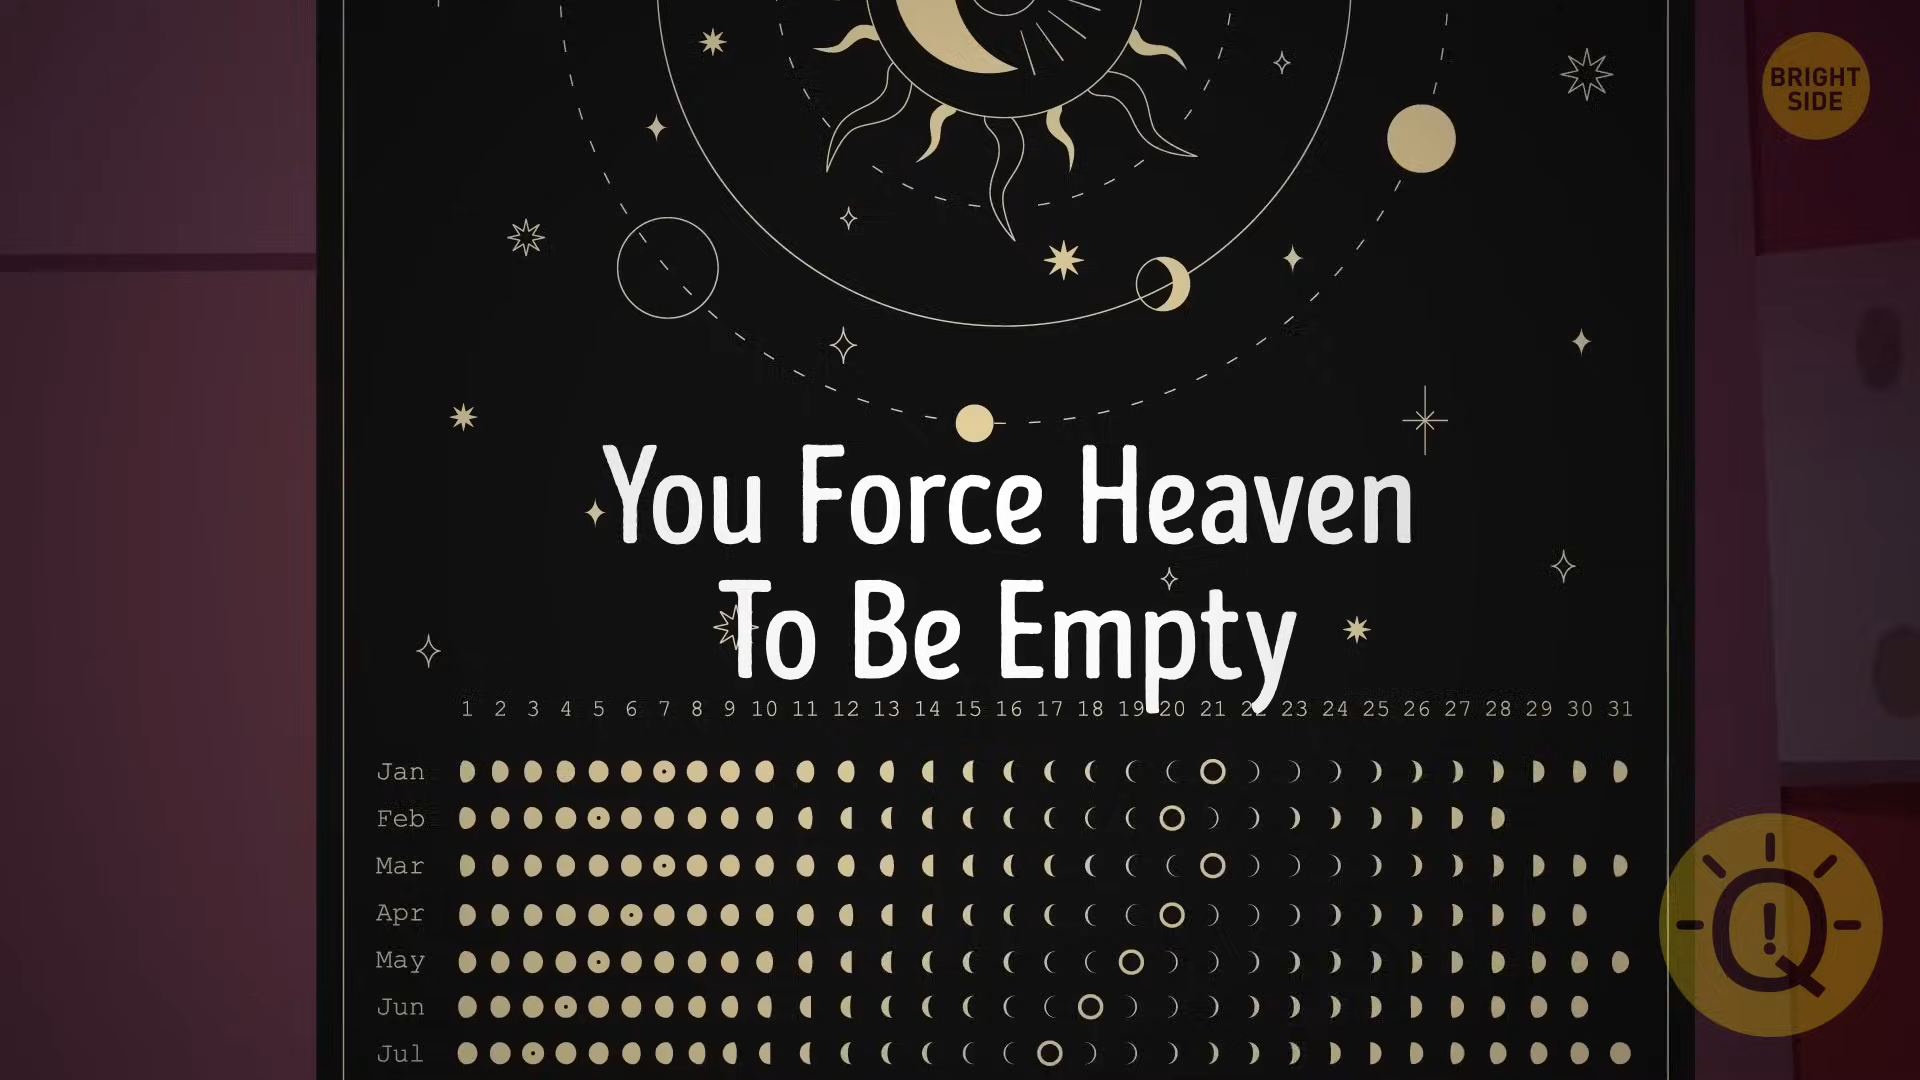 BRIGHT
SIDE
You Force Heaven
To Be Empty
1 2 3 4 5 6 7 8 9 10 11 12 13 14 15 16 17 18 19 20 21 22 23 24 25 26 27 28 29 30 31
Jan
Feb
Mar
Apr
May
Jun
Jul
Q!